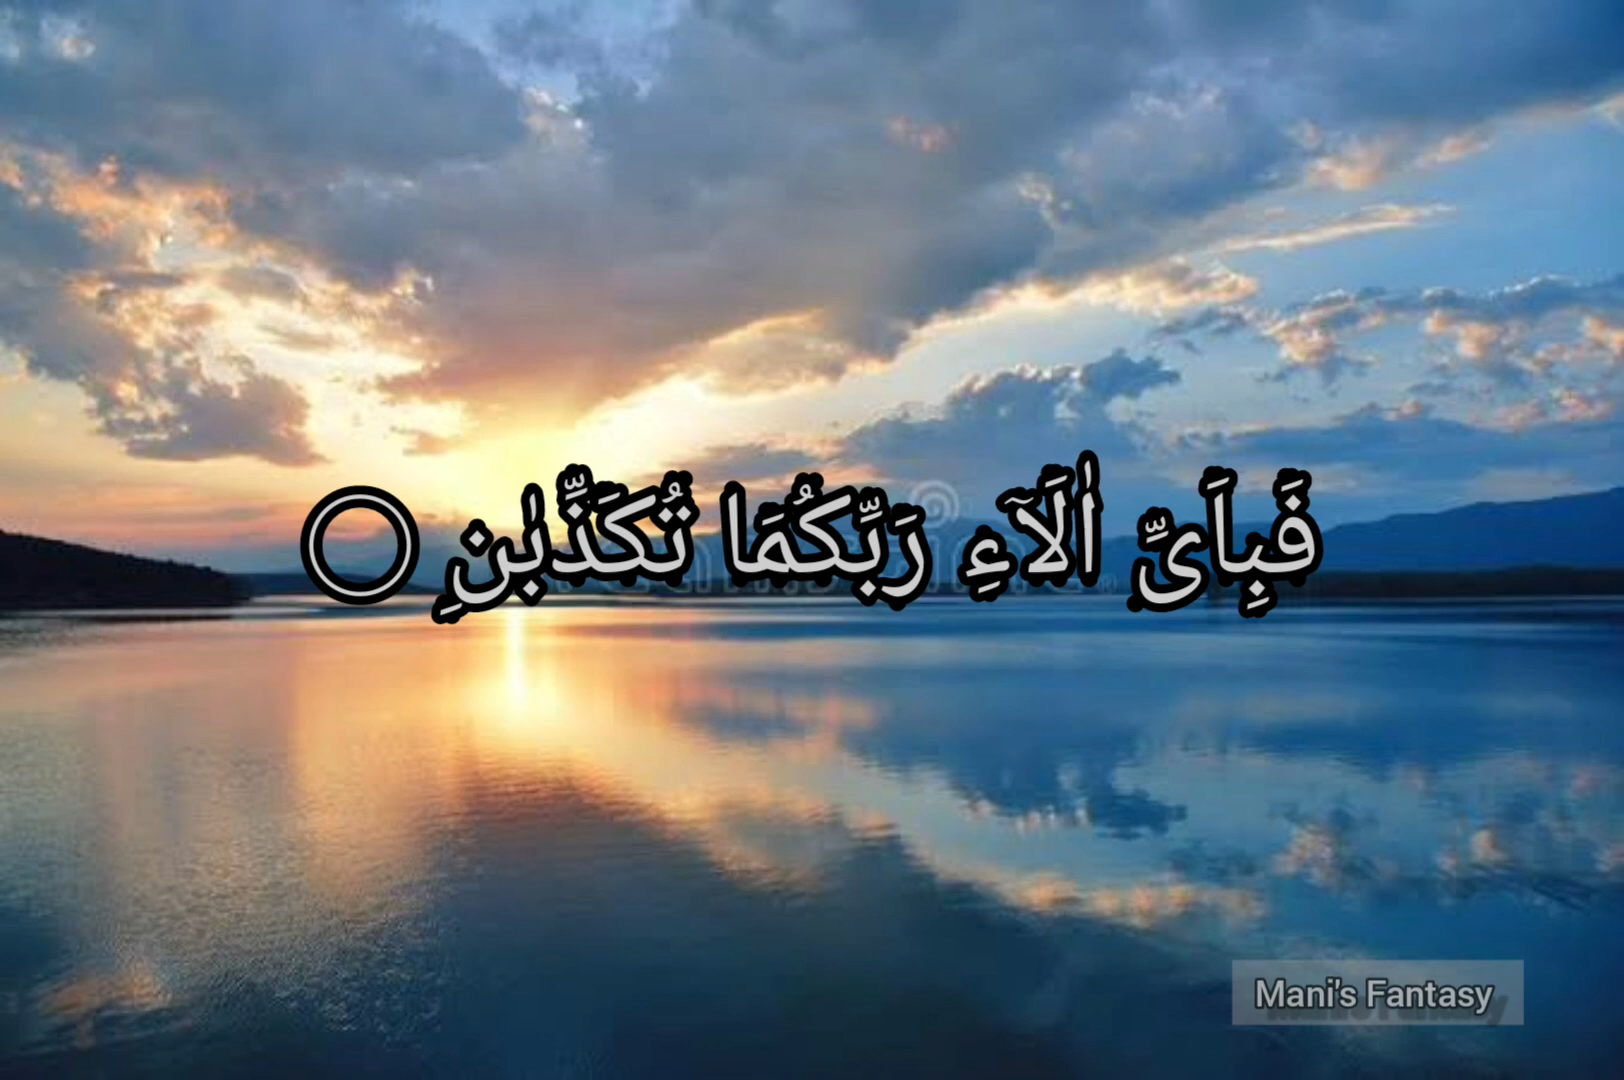 فَبِاَىِّ اٰلَآءِ رَبِّكُمَا تُكَذِّبٰنِ ۝
Mani's Fantasy